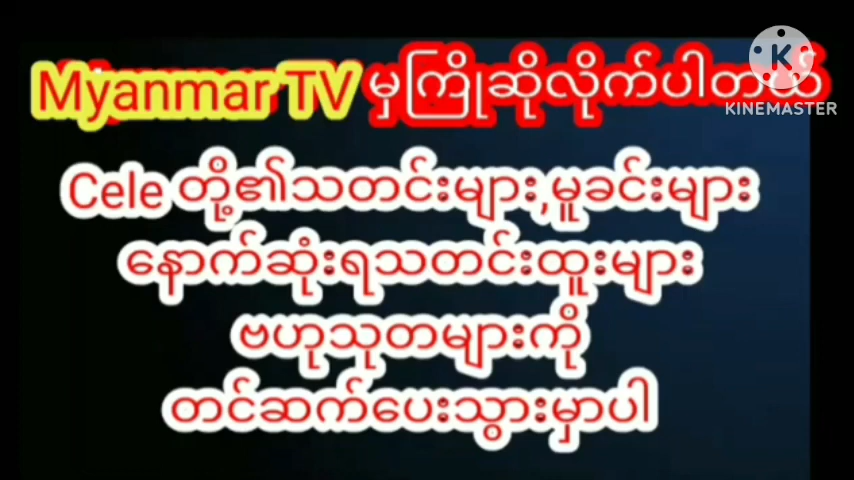 Myanmar TV မှကြိုဆိုလိုက်ပါတယ်
KINEMASTER
Cele တို့၏သတင်းများ,မူခင်းများ
နောက်ဆုံးရသတင်းထူးများ
ဗဟုသုတများကို
တင်ဆက်ပေးသွားမှာပါ